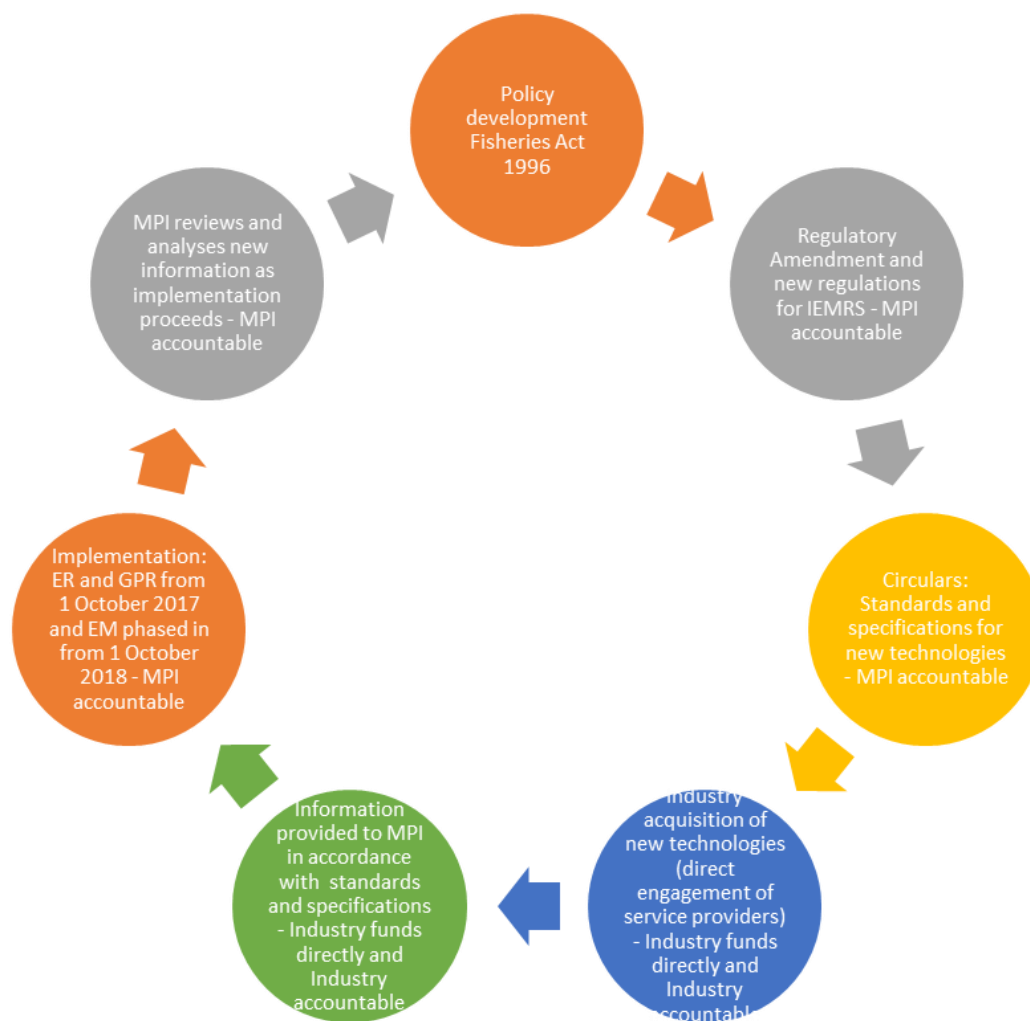 Policy
development
Fisheries Act
1996
Regulatory
Amendment and
new regulations
for IEMRS - MPI
accountable
Circulars:
Standards and
specifications for
new technologies
- MPI accountable
Industry
acquisition of
new technologies
(direct
engagement of
service providers)
- Industry funds
directly and
Industry
accountable
Information
provided to MPI
in accordance
with standards
and specifications
- Industry funds
directly and
Industry
accountable
Implementation:
ER and GPR from
1 October 2017
and EM phased in
from 1 October
2018 - MPI
accountable
MPI reviews and
analyses new
information as
implementation
proceeds - MPI
accountable